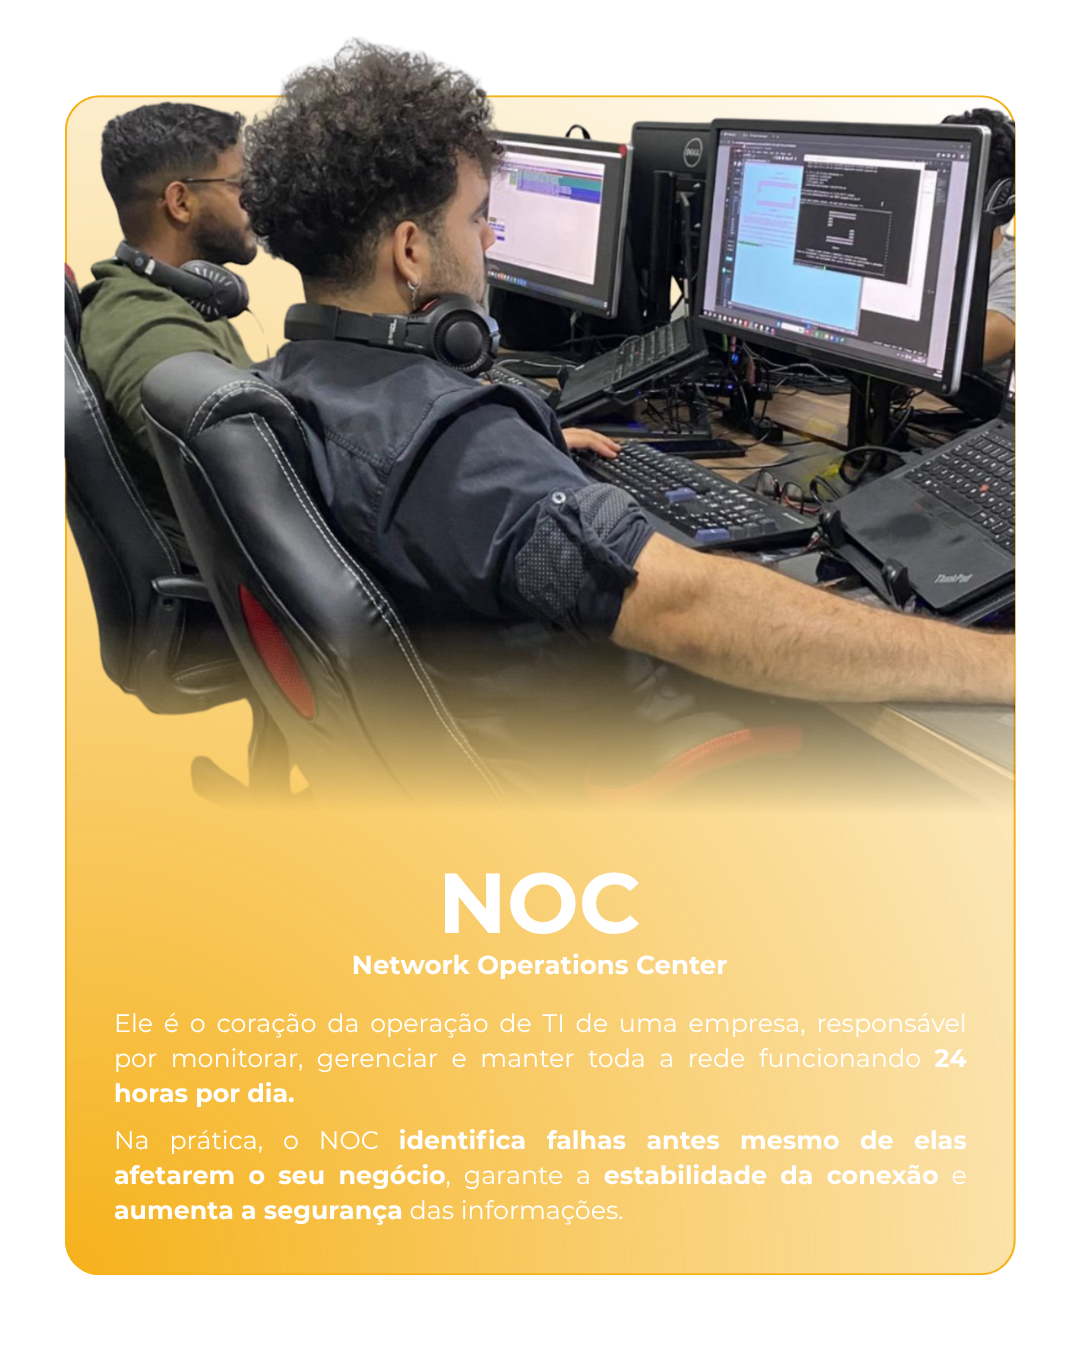 DELL
ThinkPad
NOC
Network Operations Center
Ele é o coração da operação de TI de uma empresa, responsável
por monitorar, gerenciar e manter toda a rede funcionando 24
horas por dia.
Na prática, o NOC identifica falhas antes mesmo de elas
afetarem o seu negócio, garante a estabilidade da conexão e
aumenta a segurança das informações.